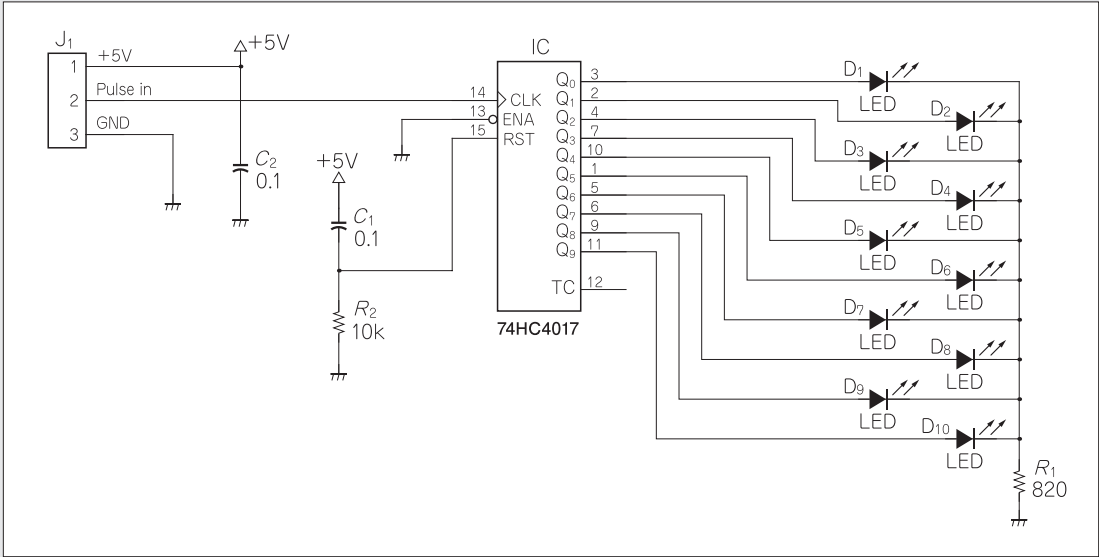 J1
1 +5V
2 Pulse in
3 GND
+5V
C2
0.1
+5V
C1
0.1
R2
10k
IC
14 CLK
13 ENA
15 RST
Q0 3
Q1 2
Q2 4
Q3 7
Q4 10
Q5 1
Q6 5
Q7 6
Q8 9
Q9 11
TC 12
74HC4017
D1
LED
D2
LED
D3
LED
D4
LED
D5
LED
D6
LED
D7
LED
D8
LED
D9
LED
D10
LED
R1
820